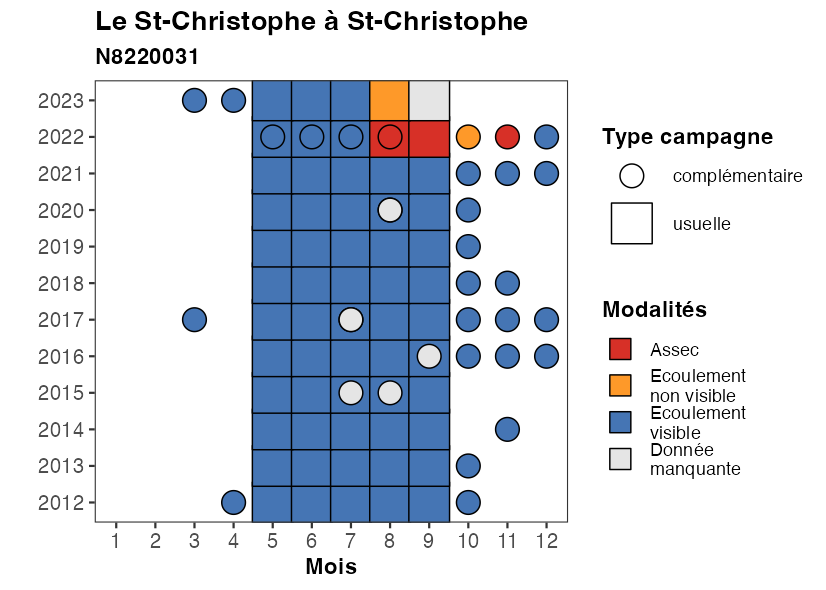 Le St-Christophe à St-Christophe
N8220031
2023
2022
2021
2020
2019
2018
2017
2016
2015
2014
2013
2012
1 2 3 4 5 6 7 8 9 10 11 12
Mois
Type campagne
complémentaire
usuelle
Modalités
Assec
Ecoulement
non visible
Ecoulement
visible
Donnée
manquante